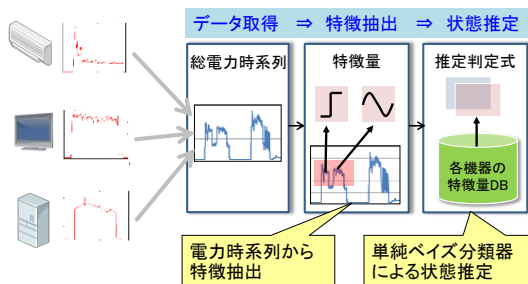 データ取得 ⇒ 特徴抽出 ⇒ 状態推定
総電力時系列
特徴量
推定判定式
各機器の
特徴量DB
電力時系列から
特徴抽出
単純ベイズ分類器
による状態推定